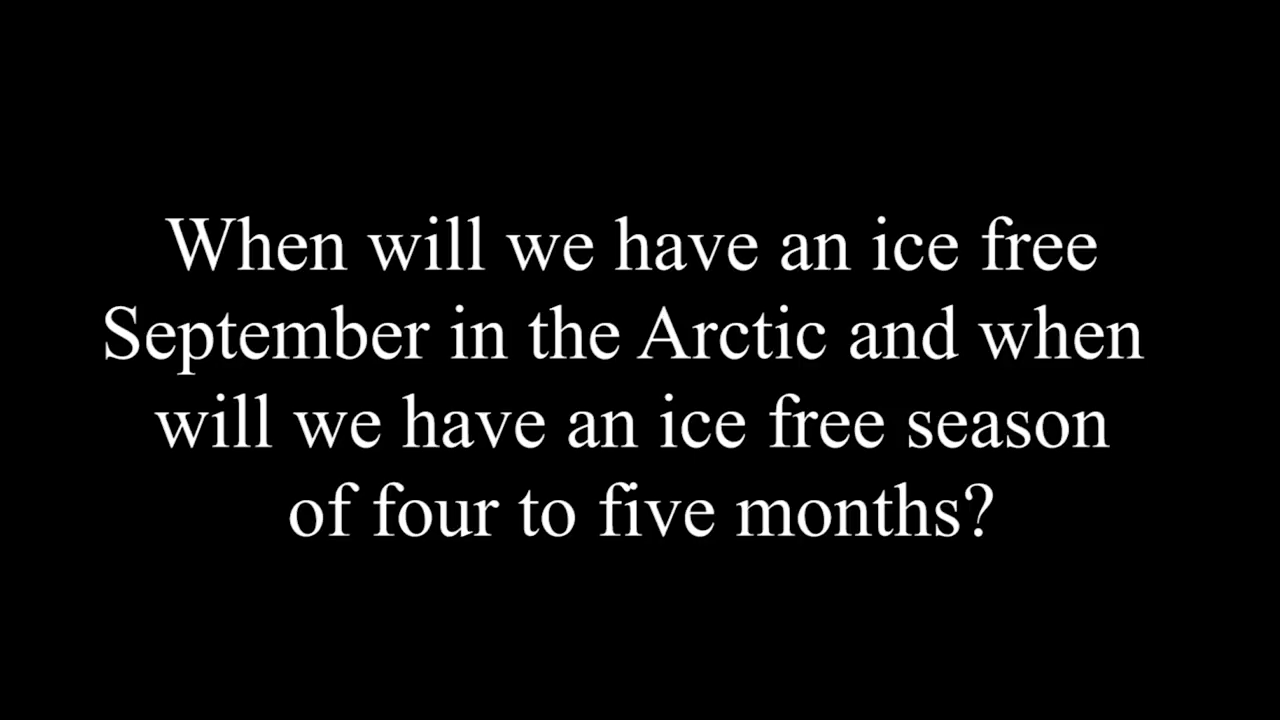 When will we have an ice free
September in the Arctic and when
will we have an ice free season
of four to five months?